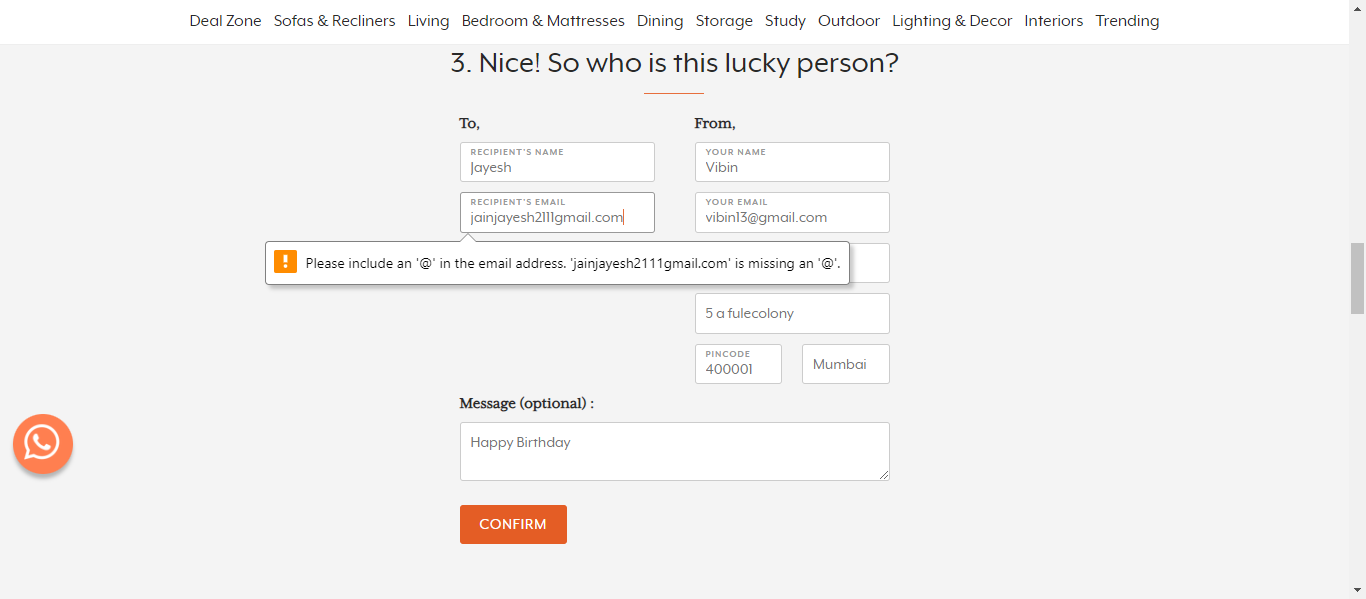 Deal Zone Sofas & Recliners Living Bedroom & Mattresses Dining Storage Study Outdoor Lighting & Decor Interiors Trending
3. Nice! So who is this lucky person?
To,
RECIPIENT'S NAME
Jayesh
RECIPIENT'S EMAIL
jainjayesh2111gmail.com
Please include an '@' in the email address. 'jainjayesh2111gmail.com' is missing an '@'.
From,
YOUR NAME
Vibin
YOUR EMAIL
vibin13@gmail.com
5 a fulecolony
PINCODE
400001
Mumbai
Message (optional) :
Happy Birthday
CONFIRM